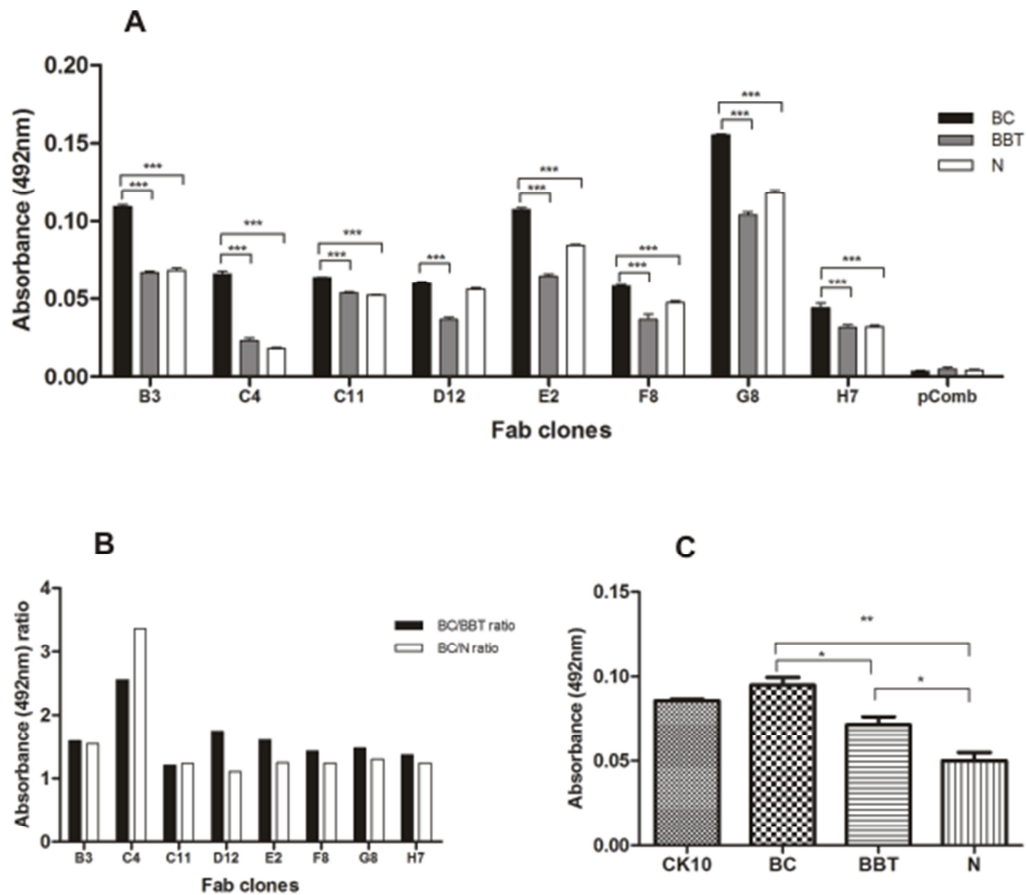 A
Absorbance (492nm)
0.20
0.15
0.10
0.05
0.00
*** *** *** *** *** *** *** *** *** *** *** *** *** *** ***
BC
BBT
N
B3 C4 C11 D12 E2 F8 G8 H7 pComb
Fab clones
B
Absorbance (492nm) ratio
4
3
2
1
0
BC/BBT ratio
BC/N ratio
B3 C4 C11 D12 E2 F8 G8 H7
Fab clones
C
Absorbance (492nm)
0.15
0.10
0.05
0.00
**
*
*
CK10 BC BBT N